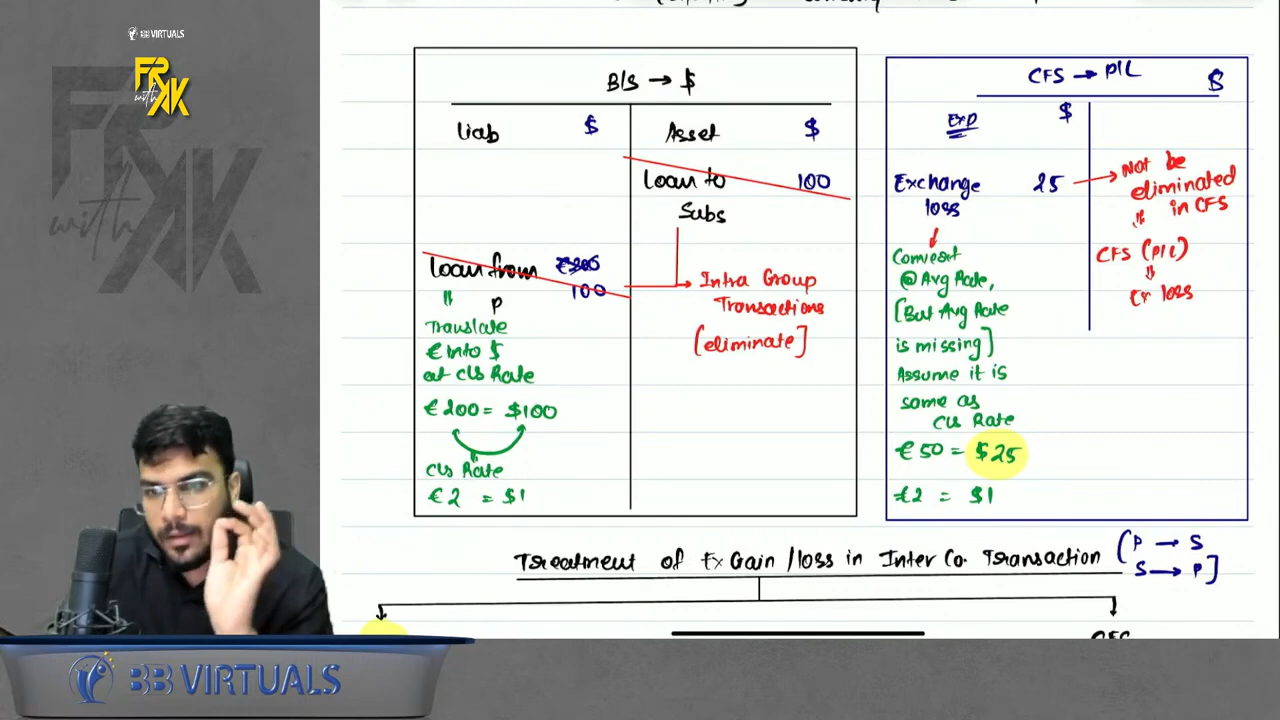 BB VIRTUALS
FR
with
AK
B/S → $
Liab $ Asset $
Loan to 100
Subs
Loan from €200
100
P
Translate
€ into $
at Cls Rate
€200 = $100
Cls Rate
€2 = $1
Intra Group
Transactions
[eliminate]
CFS → P/L $
Exp $
Exchange 25
loss
Not be
eliminated
in CFS
CFS (P/L)
Ex loss
Convert
@ Avg Rate,
[But Avg Rate
is missing]
Assume it is
same as
Cls Rate
€50 = $25
€2 = $1
Treatment of Ex Gain/loss in Inter Co. Transaction (P → S
S → P]
BB VIRTUALS